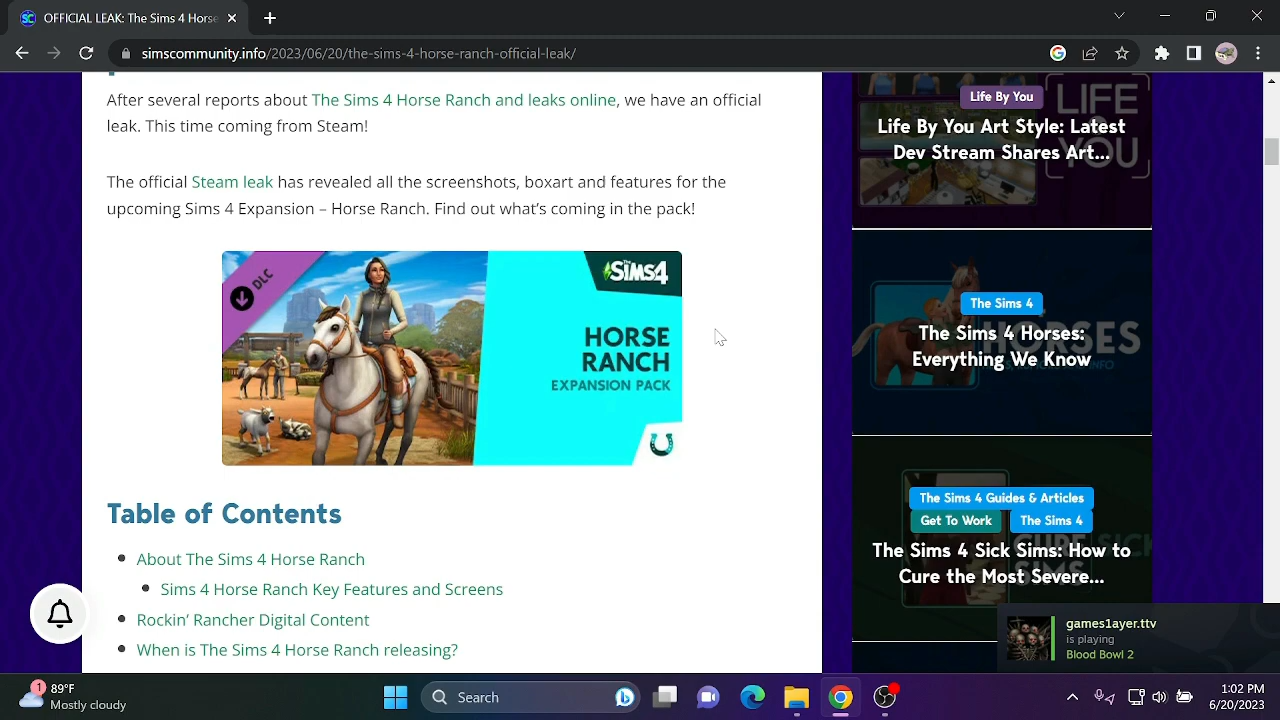 OFFICIAL LEAK: The Sims 4 Horse
simscommunity.info/2023/06/20/the-sims-4-horse-ranch-official-leak/
After several reports about The Sims 4 Horse Ranch and leaks online, we have an official
leak. This time coming from Steam!
The official Steam leak has revealed all the screenshots, boxart and features for the
upcoming Sims 4 Expansion – Horse Ranch. Find out what's coming in the pack!
DLC
The SIMS 4
HORSE
RANCH
EXPANSION PACK
Table of Contents
About The Sims 4 Horse Ranch
Sims 4 Horse Ranch Key Features and Screens
Rockin' Rancher Digital Content
When is The Sims 4 Horse Ranch releasing?
LIFE
YOU
Life By You
Life By You Art Style: Latest
Dev Stream Shares Art...
HORSES
INFO
The Sims 4
The Sims 4 Horses:
Everything We Know
CURE SICK
SIMS
The Sims 4 Guides & Articles
Get To Work
The Sims 4
The Sims 4 Sick Sims: How to
Cure the Most Severe...
games1ayer.ttv
is playing
Blood Bowl 2
1
89°F
Mostly cloudy
Search
1:02 PM
6/20/2023